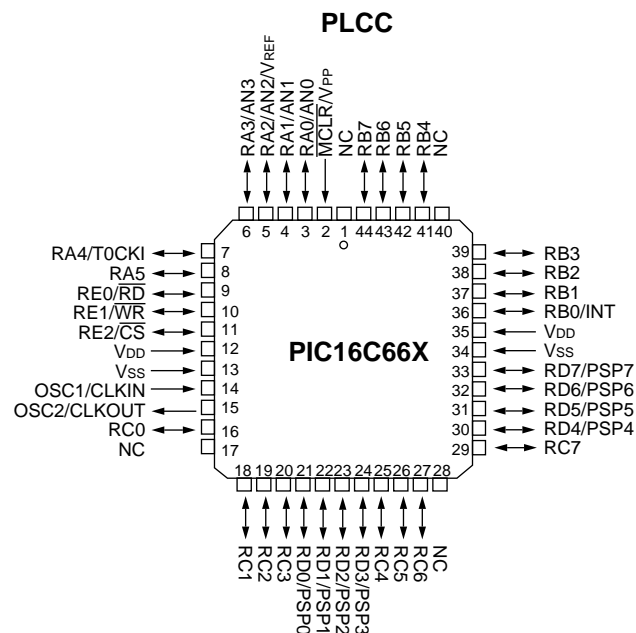 PLCC
RA3/AN3
RA2/AN2/VREF
RA1/AN1
RA0/AN0
MCLR/VPP
NC
RB7
RB6
RB5
RB4
NC
6 5 4 3 2 1 44 43 42 41 40
RA4/T0CKI 7
RA5 8
RE0/RD 9
RE1/WR 10
RE2/CS 11
VDD 12
VSS 13
OSC1/CLKIN 14
OSC2/CLKOUT 15
RC0 16
NC 17
PIC16C66X
39 RB3
38 RB2
37 RB1
36 RB0/INT
35 VDD
34 VSS
33 RD7/PSP7
32 RD6/PSP6
31 RD5/PSP5
30 RD4/PSP4
29 RC7
18 19 20 21 22 23 24 25 26 27 28
RC1
RC2
RC3
RD0/PSP0
RD1/PSP1
RD2/PSP2
RD3/PSP3
RC4
RC5
RC6
NC